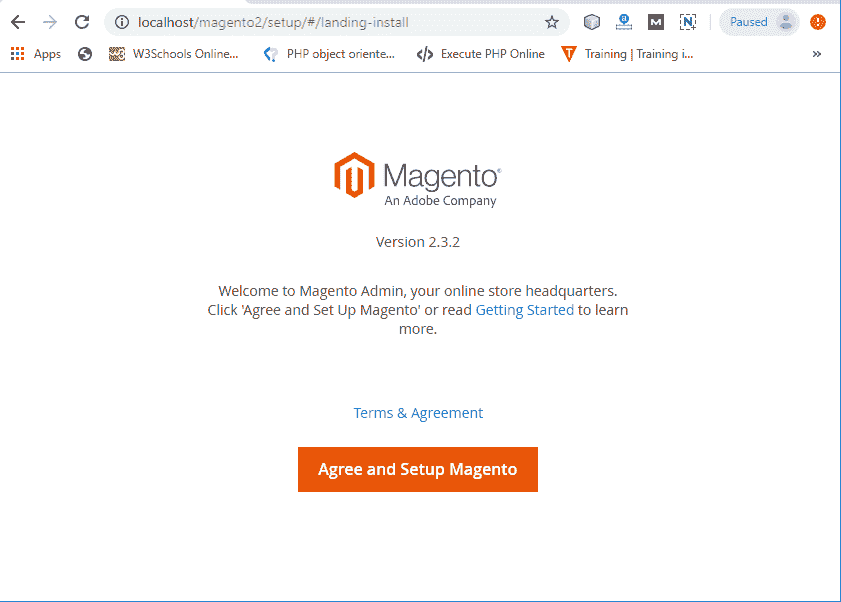 localhost/magento2/setup/#/landing-install
M
N
Paused
Apps
W3Schools Online...
PHP object oriente...
Execute PHP Online
T
Training | Training i...
»
Magento®
An Adobe Company
Version 2.3.2
Welcome to Magento Admin, your online store headquarters.
Click 'Agree and Set Up Magento' or read Getting Started to learn
more.
Terms & Agreement
Agree and Setup Magento